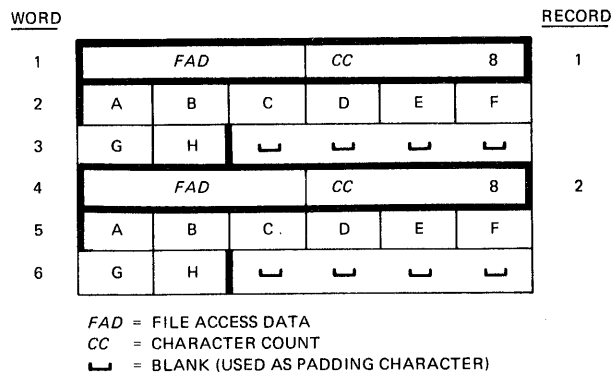 WORD RECORD
1 FAD CC 8 1
2 A B C D E F
3 G H ⎵ ⎵ ⎵ ⎵
4 FAD CC 8 2
5 A B C. D E F
6 G H ⎵ ⎵ ⎵ ⎵
FAD = FILE ACCESS DATA
CC = CHARACTER COUNT
⎵ = BLANK (USED AS PADDING CHARACTER)